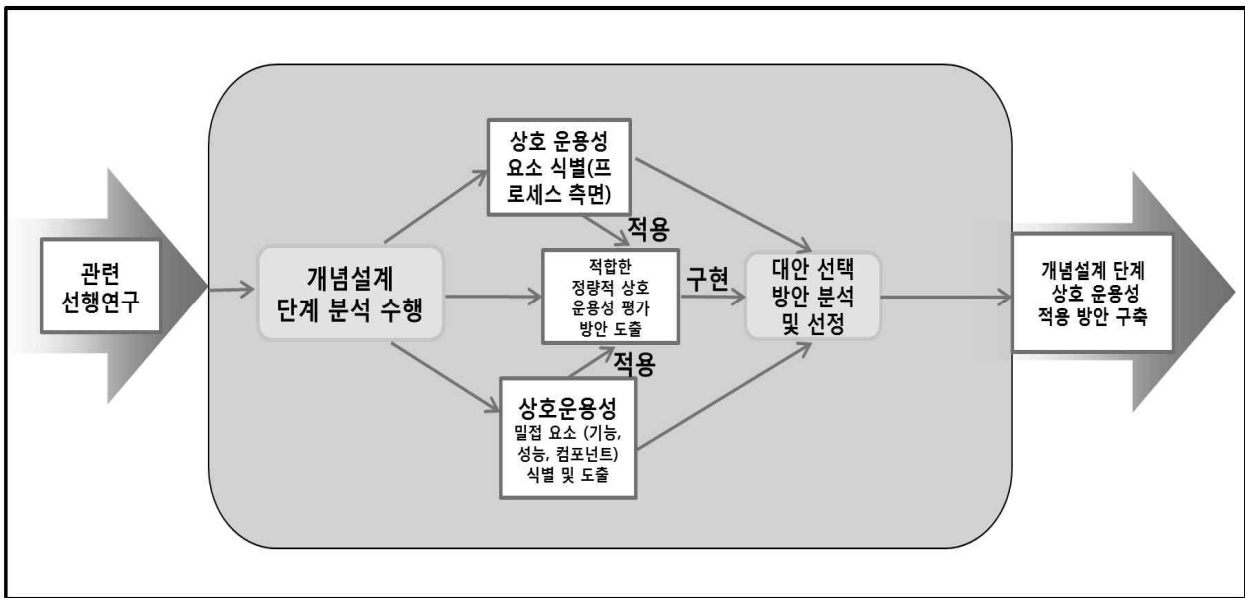 관련
선행연구
개념설계
단계 분석 수행
상호 운용성
요소 식별(프
로세스 측면)
적용
적합한
정량적 상호
운용성 평가
방안 도출
구현
적용
상호운용성
밀접 요소 (기능,
성능, 컴포넌트)
식별 및 도출
대안 선택
방안 분석
및 선정
개념설계 단계
상호 운용성
적용 방안 구축